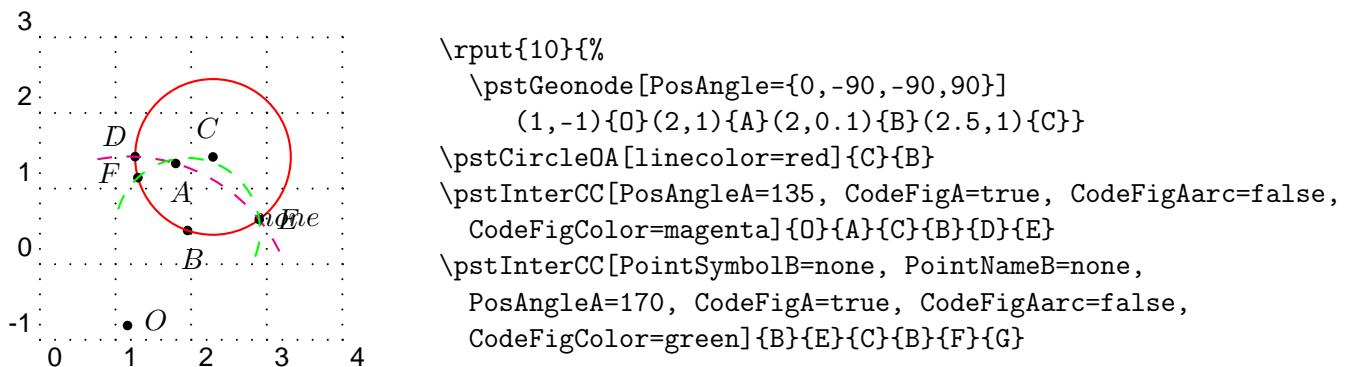 3
2
1
0
-1
0 1 2 3 4
D
C
F
A
none
E
B
O
\rput{10}{%
\pstGeonode[PosAngle={0,-90,-90,90}]
(1,-1){O}(2,1){A}(2,0.1){B}(2.5,1){C}}
\pstCircleOA[linecolor=red]{C}{B}
\pstInterCC[PosAngleA=135, CodeFigA=true, CodeFigAarc=false,
CodeFigColor=magenta]{O}{A}{C}{B}{D}{E}
\pstInterCC[PointSymbolB=none, PointNameB=none,
PosAngleA=170, CodeFigA=true, CodeFigAarc=false,
CodeFigColor=green]{B}{E}{C}{B}{F}{G}